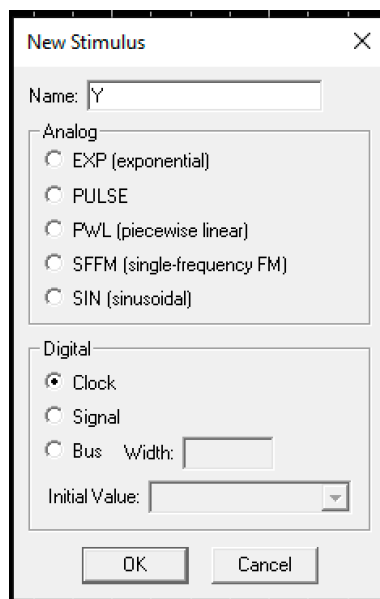 New Stimulus
Name: Y
Analog
EXP (exponential)
PULSE
PWL (piecewise linear)
SFFM (single-frequency FM)
SIN (sinusoidal)
Digital
Clock
Signal
Bus Width:
Initial Value:
OK Cancel